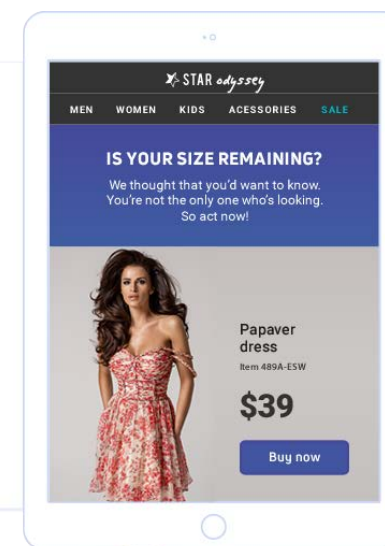 STAR odyssey
MEN WOMEN KIDS ACESSORIES SALE
IS YOUR SIZE REMAINING?
We thought that you'd want to know.
You're not the only one who's looking.
So act now!
Papaver
dress
Item 489A-ESW
$39
Buy now